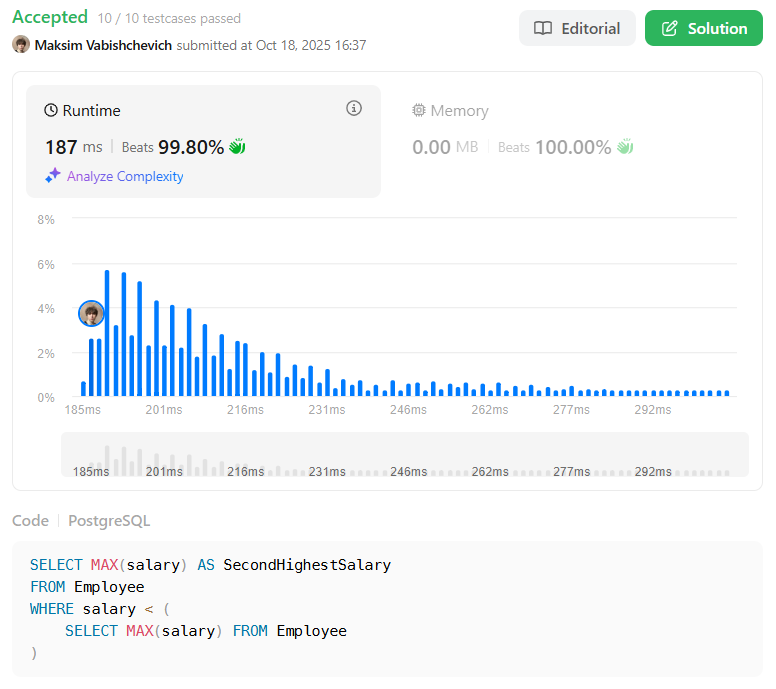 Accepted 10 / 10 testcases passed
Maksim Vabishchevich submitted at Oct 18, 2025 16:37
Editorial
Solution
Runtime
187 ms | Beats 99.80%
Analyze Complexity
Memory
0.00 MB | Beats 100.00%
8%
6%
4%
2%
0%
185ms 201ms 216ms 231ms 246ms 262ms 277ms 292ms
185ms 201ms 216ms 231ms 246ms 262ms 277ms 292ms
Code | PostgreSQL
SELECT MAX(salary) AS SecondHighestSalary
FROM Employee
WHERE salary < (
    SELECT MAX(salary) FROM Employee
)